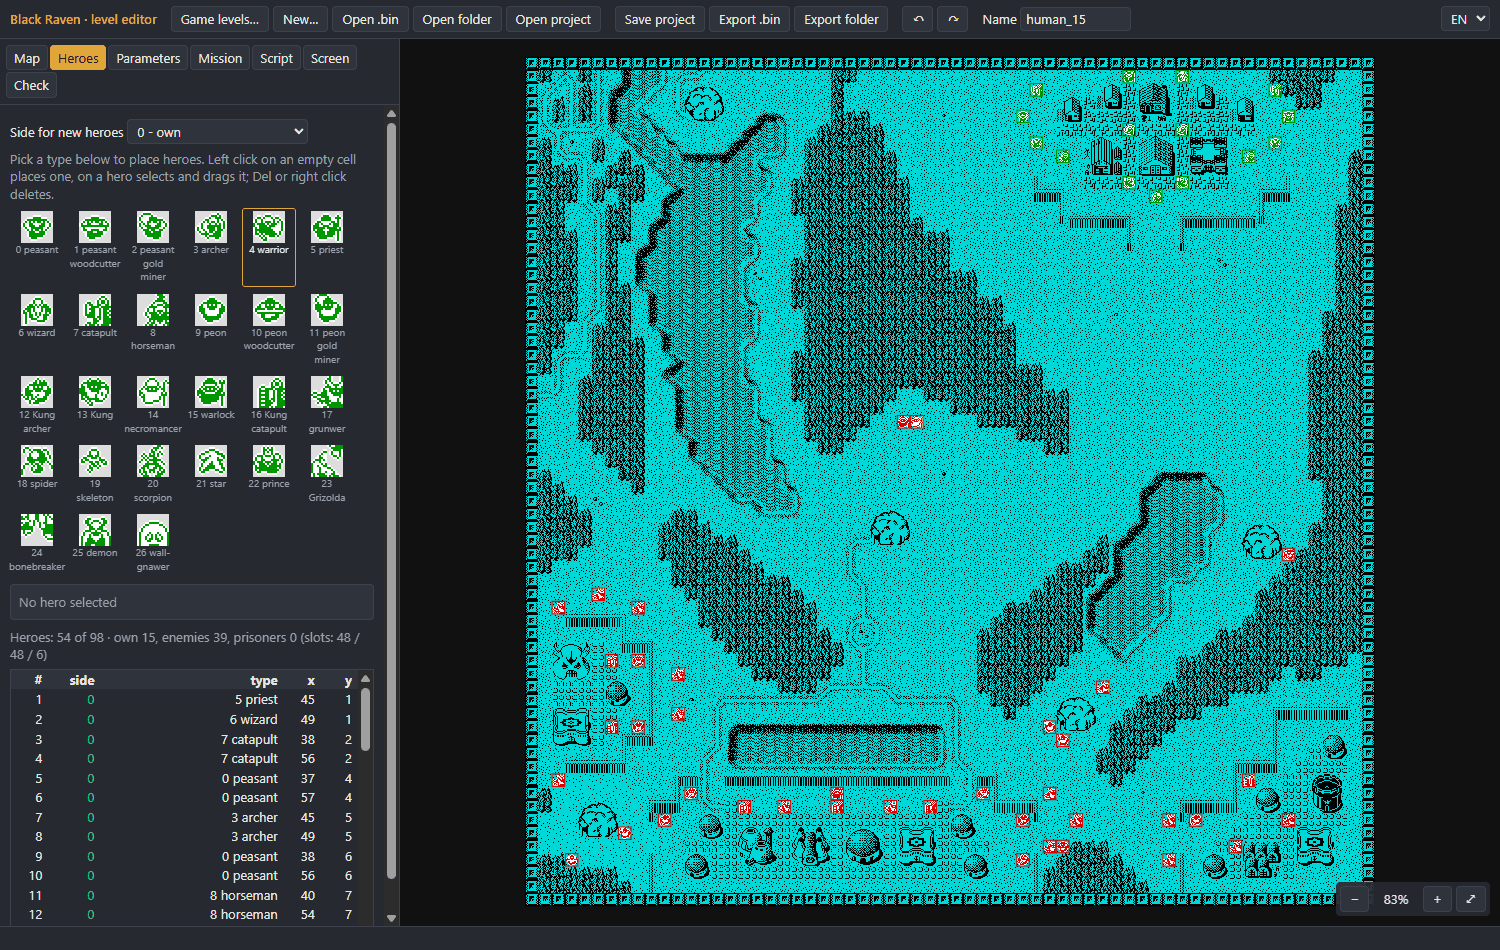 Black Raven · level editor
Game levels...
New...
Open .bin
Open folder
Open project
Save project
Export .bin
Export folder
Name
human_15
EN
Map
Heroes
Parameters
Mission
Script
Screen
Check
Side for new heroes
0 - own
Pick a type below to place heroes. Left click on an empty cell
places one, on a hero selects and drags it; Del or right click
deletes.
0 peasant
1 peasant
woodcutter
2 peasant
gold
miner
3 archer
4 warrior
5 priest
6 wizard
7 catapult
8
horseman
9 peon
10 peon
woodcutter
11 peon
gold
miner
12 Kung
archer
13 Kung
14
necromancer
15 warlock
16 Kung
catapult
17
grunwer
18 spider
19
skeleton
20
scorpion
21 star
22 prince
23
Grizolda
24
bonebreaker
25 demon
26 wall-
gnawer
No hero selected
Heroes: 54 of 98 · own 15, enemies 39, prisoners 0 (slots: 48 /
48 / 6)
# side type x y
1 0 5 priest 45 1
2 0 6 wizard 49 1
3 0 7 catapult 38 2
4 0 7 catapult 56 2
5 0 0 peasant 37 4
6 0 0 peasant 57 4
7 0 3 archer 45 5
8 0 3 archer 49 5
9 0 0 peasant 38 6
10 0 0 peasant 56 6
11 0 8 horseman 40 7
12 0 8 horseman 54 7
− 83% +